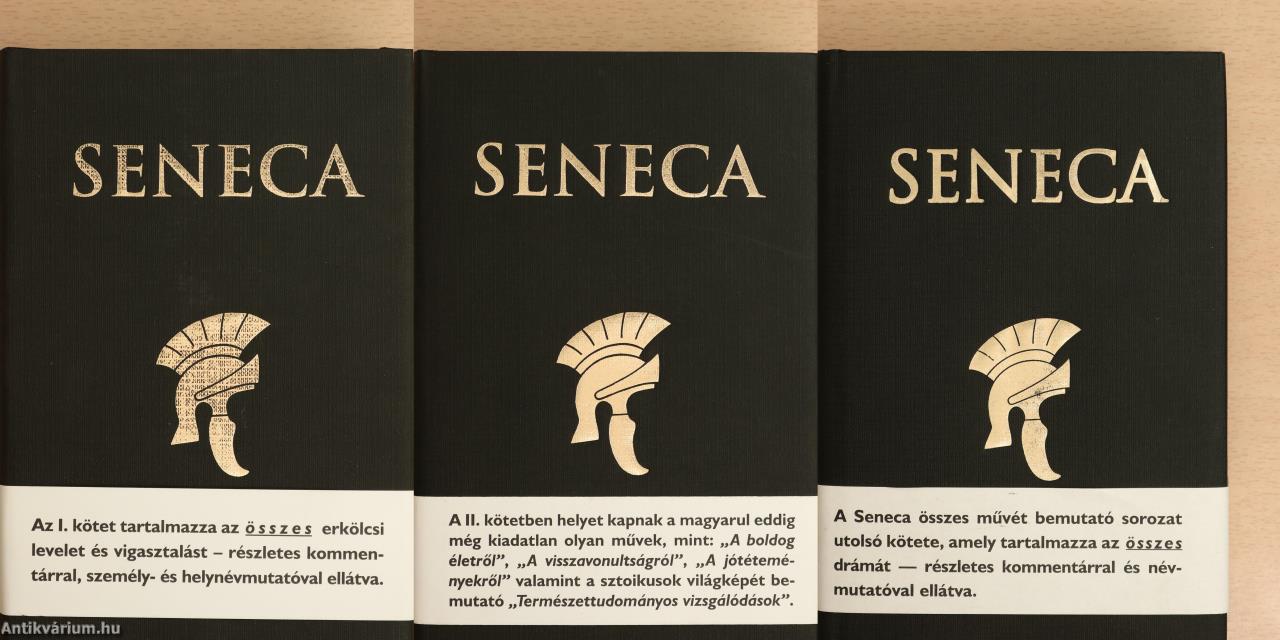 SENECA
Az I. kötet tartalmazza az összes erkölcsi
levelet és vigasztalást – részletes kommen-
tárral, személy- és helynévmutatóval ellátva.
SENECA
A II. kötetben helyet kapnak a magyarul eddig
még kiadatlan olyan művek, mint: „A boldog
életről”, „A visszavonultságról”, „A jótétemé-
nyekről” valamint a sztoikusok világképét be-
mutató „Természettudományos vizsgálódások”.
SENECA
A Seneca összes művét bemutató sorozat
utolsó kötete, amely tartalmazza az összes
drámát — részletes kommentárral és név-
mutatóval ellátva.
Antikvárium.hu